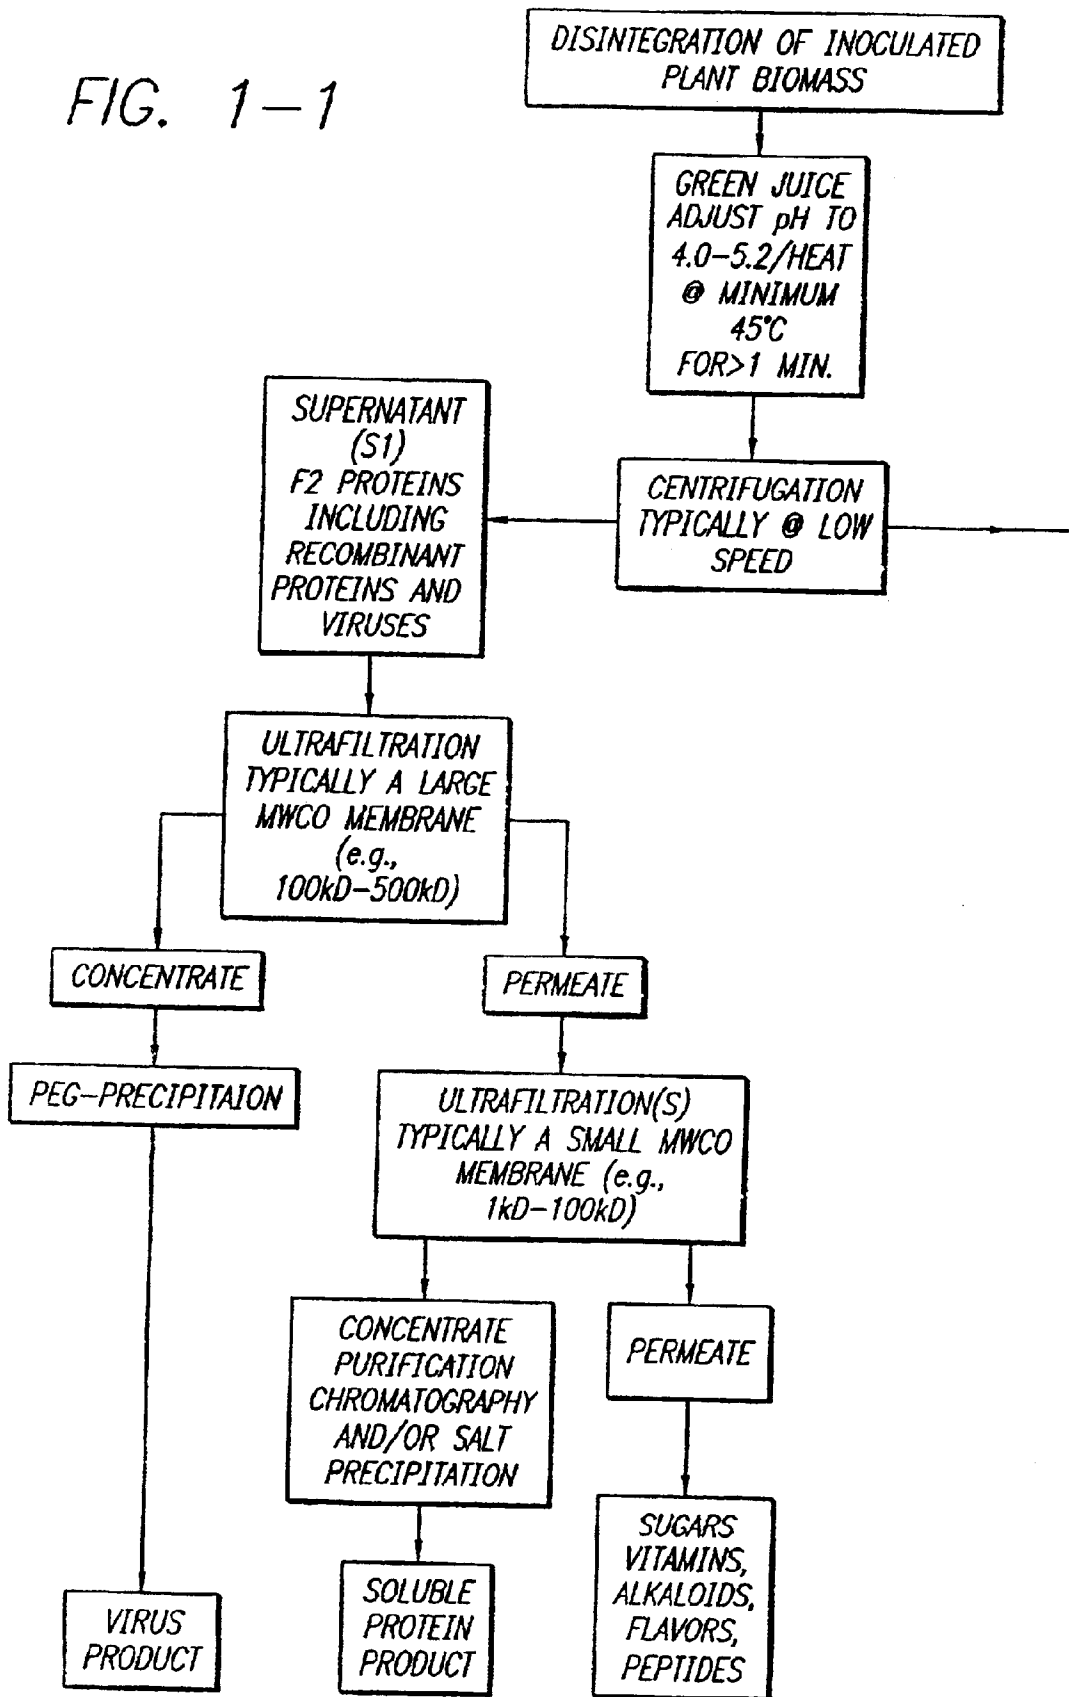 FIG. 1-1
DISINTEGRATION OF INOCULATED
PLANT BIOMASS
GREEN JUICE
ADJUST pH TO
4.0-5.2/HEAT
@ MINIMUM
45°C
FOR>1 MIN.
CENTRIFUGATION
TYPICALLY @ LOW
SPEED
SUPERNATANT
(S1)
F2 PROTEINS
INCLUDING
RECOMBINANT
PROTEINS AND
VIRUSES
ULTRAFILTRATION
TYPICALLY A LARGE
MWCO MEMBRANE
(e.g.,
100kD-500kD)
CONCENTRATE
PERMEATE
PEG-PRECIPITAION
ULTRAFILTRATION(S)
TYPICALLY A SMALL MWCO
MEMBRANE (e.g.,
1kD-100kD)
CONCENTRATE
PURIFICATION
CHROMATOGRAPHY
AND/OR SALT
PRECIPITATION
PERMEATE
VIRUS
PRODUCT
SOLUBLE
PROTEIN
PRODUCT
SUGARS
VITAMINS,
ALKALOIDS,
FLAVORS,
PEPTIDES